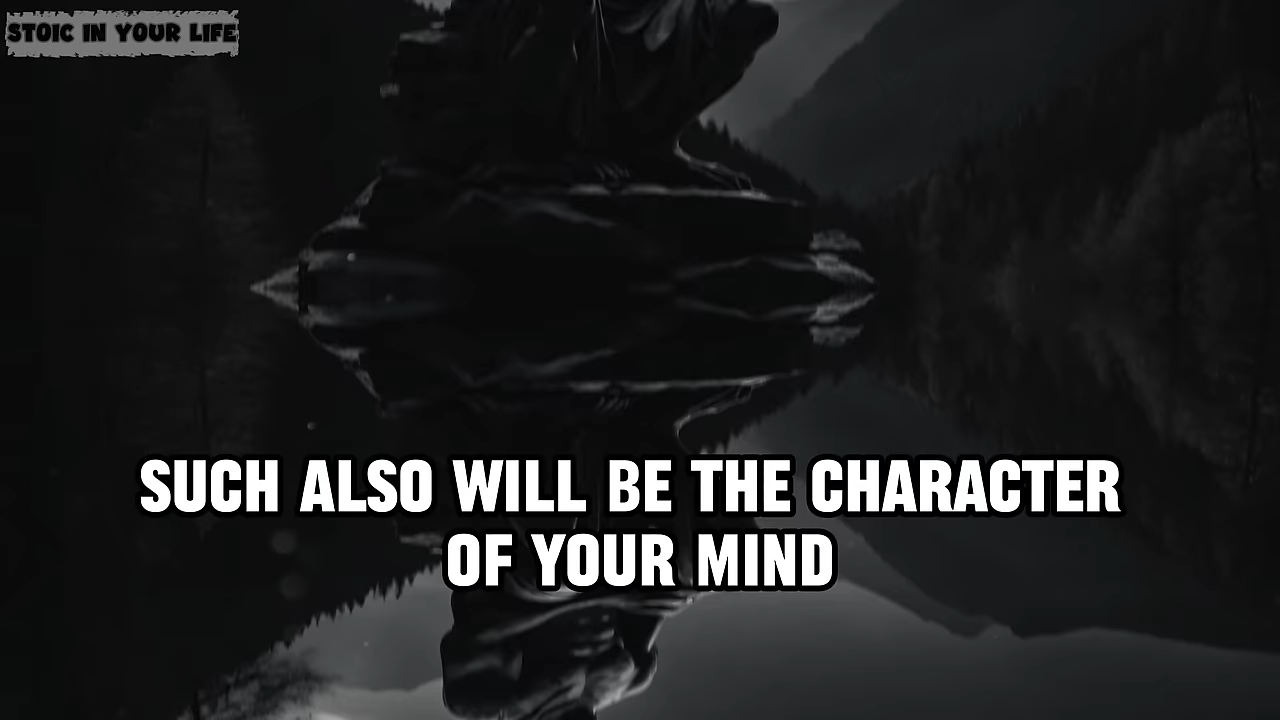 STOIC IN YOUR LIFE
SUCH ALSO WILL BE THE CHARACTER
OF YOUR MIND